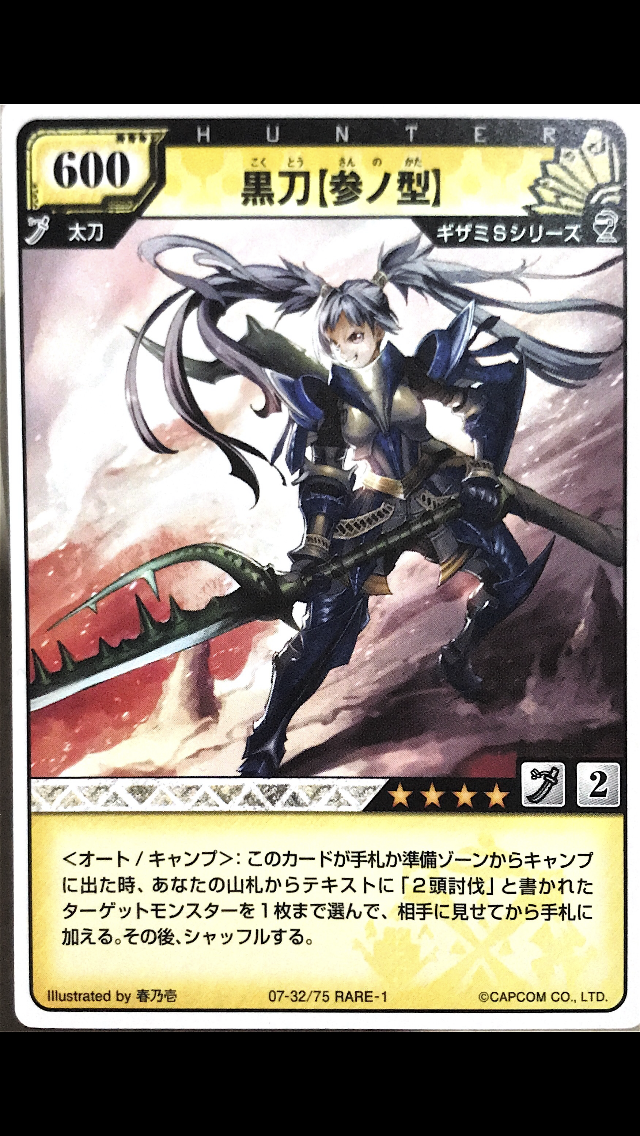 HUNTER
600
こくとう さん の かた
黒刀【参ノ型】
太刀
ギザミSシリーズ
2
<オート / キャンプ>：このカードが手札か準備ゾーンからキャンプ
に出た時、あなたの山札からテキストに「２頭討伐」と書かれた
ターゲットモンスターを１枚まで選んで、相手に見せてから手札に
加える。その後、シャッフルする。
Illustrated by 春乃壱
07-32/75 RARE-1
©CAPCOM CO., LTD.